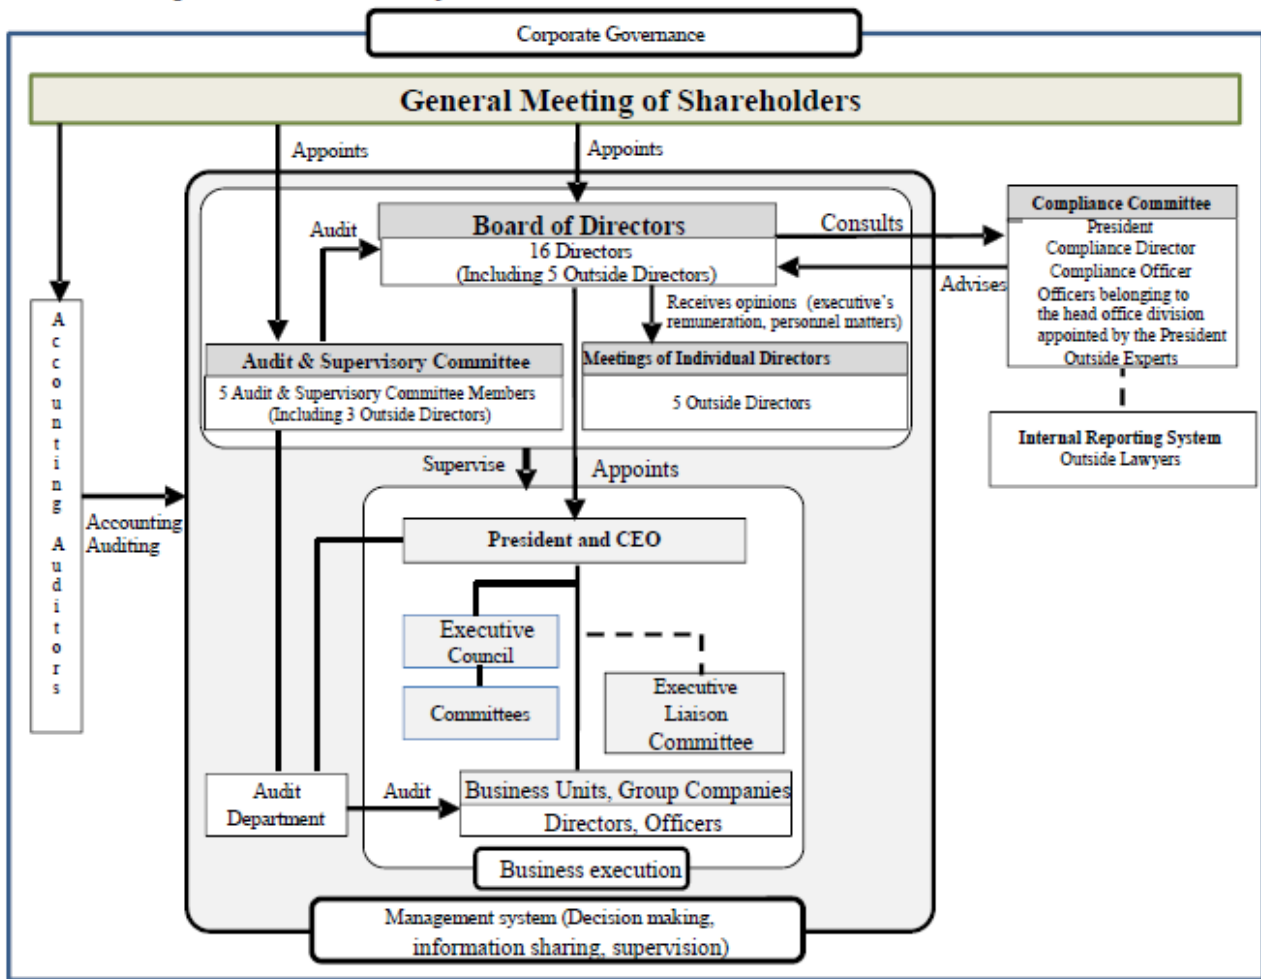 Corporate Governance
General Meeting of Shareholders
Appoints
Appoints
Board of Directors
16 Directors
(Including 5 Outside Directors)
Audit
Consults
Advises
Compliance Committee
President
Compliance Director
Compliance Officer
Officers belonging to
the head office division
appointed by the President
Outside Experts
Receives opinions (executive's
remuneration, personnel matters)
Accounting Auditors
Audit & Supervisory Committee
5 Audit & Supervisory Committee Members
(Including 3 Outside Directors)
Meetings of Individual Directors
5 Outside Directors
Internal Reporting System
Outside Lawyers
Supervise
Appoints
Accounting
Auditing
President and CEO
Executive
Council
Committees
Executive
Liaison
Committee
Audit
Department
Audit
Business Units, Group Companies
Directors, Officers
Business execution
Management system (Decision making,
information sharing, supervision)